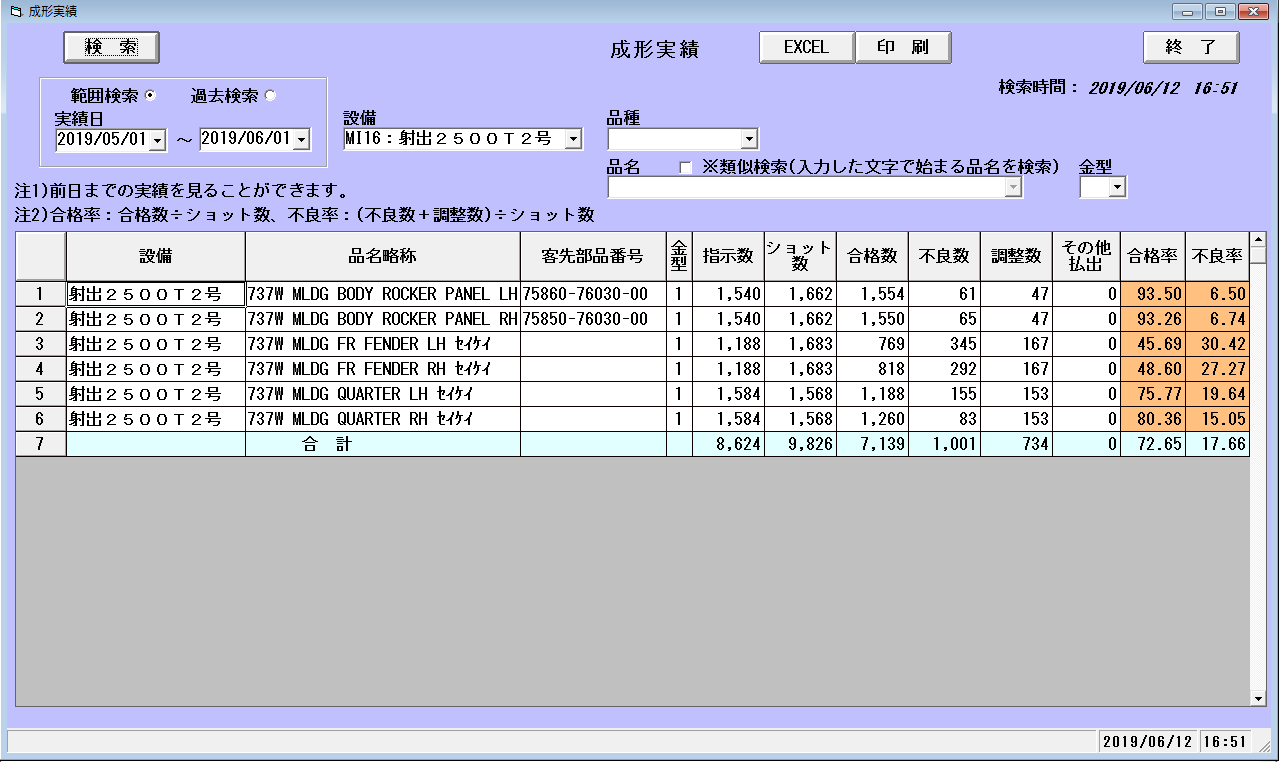 成形実績
検　索
成形実績
EXCEL
印　刷
終　了
検索時間： 2019/06/12 16:51
範囲検索 過去検索
実績日
2019/05/01 ～ 2019/06/01
設備
MI16：射出２５００Ｔ２号
品種
品名 ※類似検索(入力した文字で始まる品名を検索)
金型
注1)前日までの実績を見ることができます。
注2)合格率：合格数÷ショット数、不良率：(不良数＋調整数)÷ショット数
設備 品名略称 客先部品番号 金型 指示数 ショット数 合格数 不良数 調整数 その他払出 合格率 不良率
1 射出２５００Ｔ２号 737W MLDG BODY ROCKER PANEL LH 75860-76030-00 1 1,540 1,662 1,554 61 47 0 93.50 6.50
2 射出２５００Ｔ２号 737W MLDG BODY ROCKER PANEL RH 75850-76030-00 1 1,540 1,662 1,550 65 47 0 93.26 6.74
3 射出２５００Ｔ２号 737W MLDG FR FENDER LH ｾｲｹｲ 1 1,188 1,683 769 345 167 0 45.69 30.42
4 射出２５００Ｔ２号 737W MLDG FR FENDER RH ｾｲｹｲ 1 1,188 1,683 818 292 167 0 48.60 27.27
5 射出２５００Ｔ２号 737W MLDG QUARTER LH ｾｲｹｲ 1 1,584 1,568 1,188 155 153 0 75.77 19.64
6 射出２５００Ｔ２号 737W MLDG QUARTER RH ｾｲｹｲ 1 1,584 1,568 1,260 83 153 0 80.36 15.05
7 合　計 8,624 9,826 7,139 1,001 734 0 72.65 17.66
2019/06/12 16:51